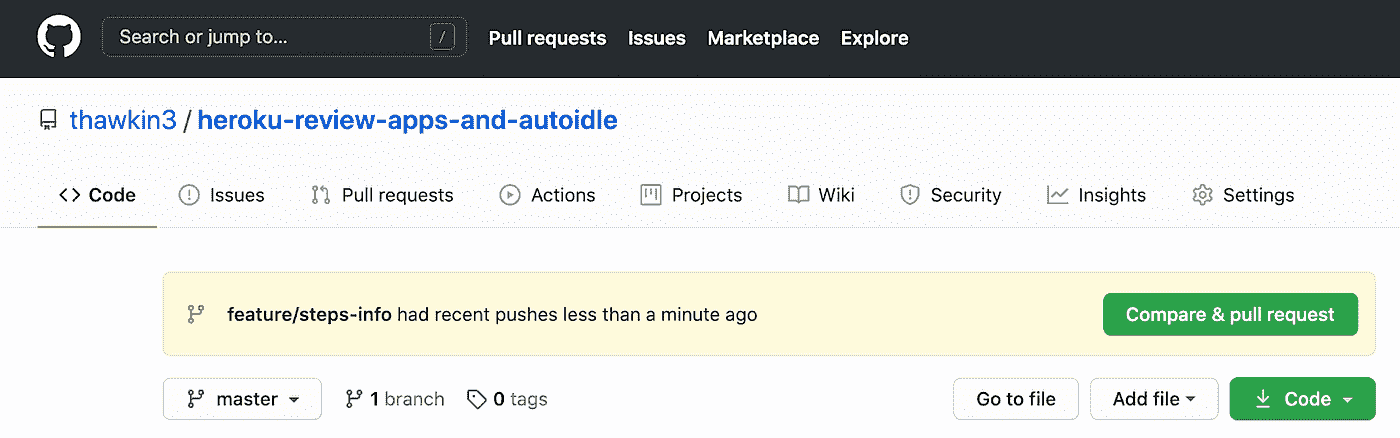 Search or jump to... /
Pull requests Issues Marketplace Explore
thawkin3 / heroku-review-apps-and-autoidle
Code Issues Pull requests Actions Projects Wiki Security Insights Settings
feature/steps-info had recent pushes less than a minute ago Compare & pull request
master 1 branch 0 tags Go to file Add file Code